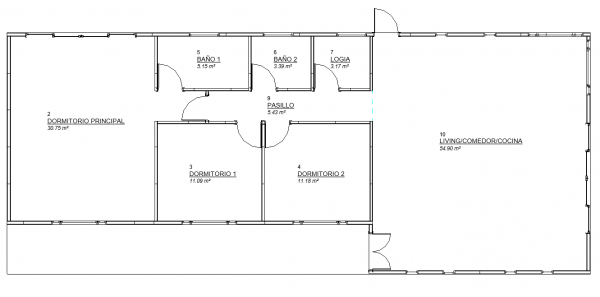 5
BAÑO 1
5.15 m²
6
BAÑO 2
3.39 m²
7
LOGIA
3.17 m²
9
PASILLO
5.43 m²
2
DORMITORIO PRINCIPAL
38.75 m²
10
LIVING/COMEDOR/COCINA
54.90 m²
3
DORMITORIO 1
11.09 m²
4
DORMITORIO 2
11.18 m²